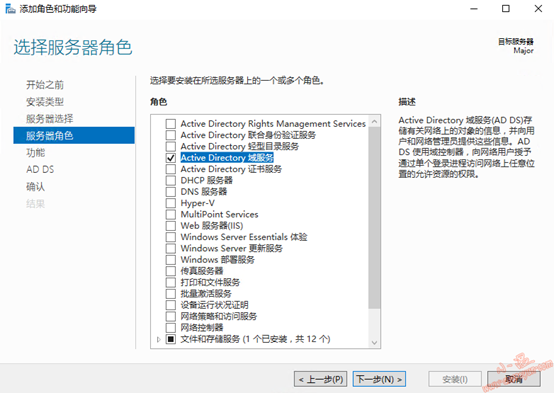 添加角色和功能向导
选择服务器角色
目标服务器
Major
开始之前
安装类型
服务器选择
服务器角色
功能
AD DS
确认
结果
选择要安装在所选服务器上的一个或多个角色。
角色
Active Directory Rights Management Services
Active Directory 联合身份验证服务
Active Directory 轻型目录服务
Active Directory 域服务
Active Directory 证书服务
DHCP 服务器
DNS 服务器
Hyper-V
MultiPoint Services
Web 服务器(IIS)
Windows Server Essentials 体验
Windows Server 更新服务
Windows 部署服务
传真服务器
打印和文件服务
批量激活服务
设备运行状况证明
网络策略和访问服务
网络控制器
文件和存储服务 (1 个已安装，共 12 个)
描述
Active Directory 域服务(AD DS)存
储有关网络上的对象的信息，并向用
户和网络管理员提供这些信息。AD
DS 使用域控制器，向网络用户授予
通过单个登录进程访问网络上任意位
置的允许资源的权限。
< 上一步(P)
下一步(N) >
安装(I)
取消